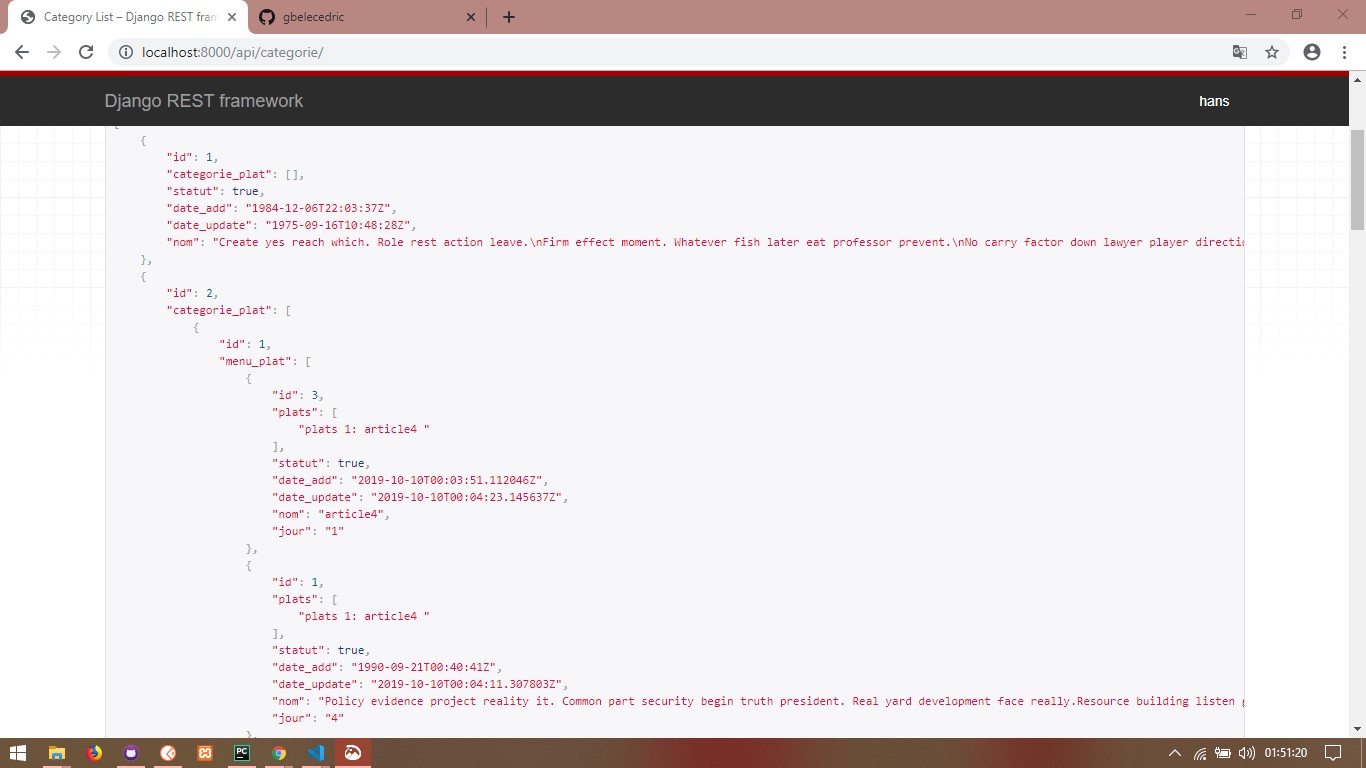 Category List – Django REST fram
gbelecedric
localhost:8000/api/categorie/
Django REST framework
hans
[
    {
        "id": 1,
        "categorie_plat": [],
        "statut": true,
        "date_add": "1984-12-06T22:03:37Z",
        "date_update": "1975-09-16T10:48:28Z",
        "nom": "Create yes reach which. Role rest action leave.\nFirm effect moment. Whatever fish later eat professor prevent.\nNo carry factor down lawyer player directio
    },
    {
        "id": 2,
        "categorie_plat": [
            {
                "id": 1,
                "menu_plat": [
                    {
                        "id": 3,
                        "plats": [
                            "plats 1: article4 "
                        ],
                        "statut": true,
                        "date_add": "2019-10-10T00:03:51.112046Z",
                        "date_update": "2019-10-10T00:04:23.145637Z",
                        "nom": "article4",
                        "jour": "1"
                    },
                    {
                        "id": 1,
                        "plats": [
                            "plats 1: article4 "
                        ],
                        "statut": true,
                        "date_add": "1990-09-21T00:40:41Z",
                        "date_update": "2019-10-10T00:04:11.307803Z",
                        "nom": "Policy evidence project reality it. Common part security begin truth president. Real yard development face really.Resource building listen g
                        "jour": "4"
                    },
PC
01:51:20